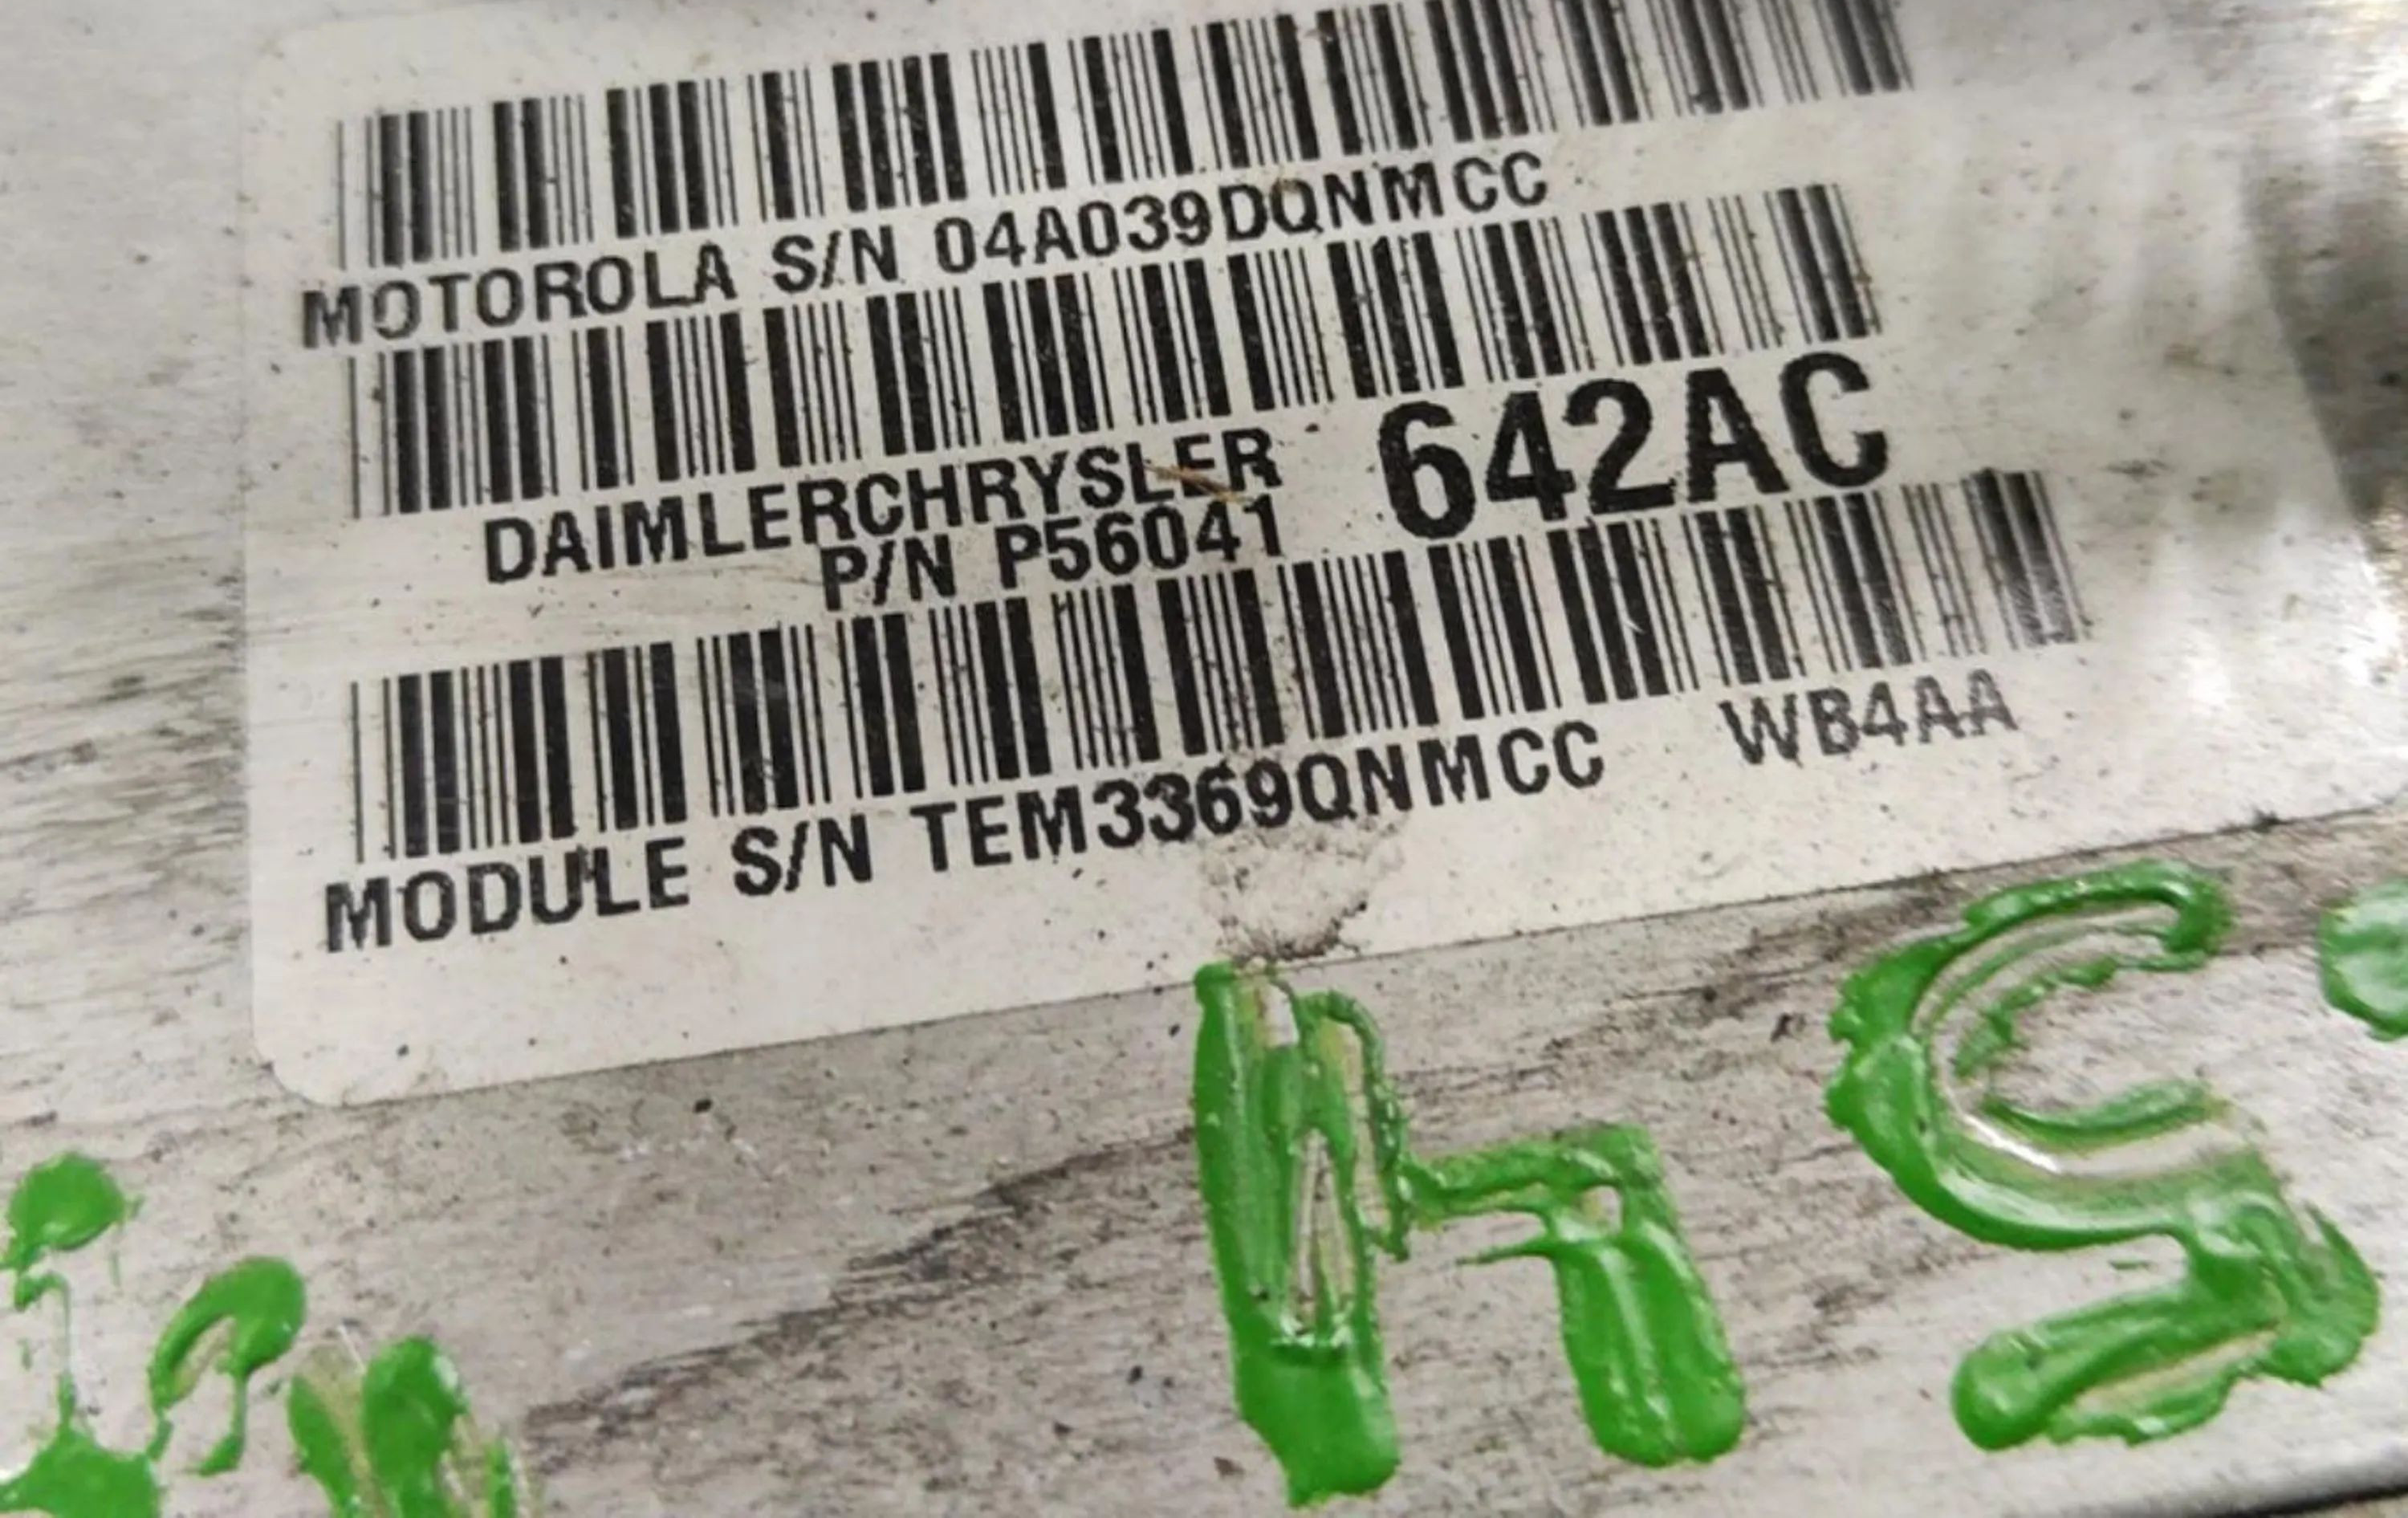 MOTOROLA S/N 04A039DQNMCC
DAIMLERCHRYSLER 642AC
P/N P56041
MODULE S/N TEM3369QNMCC WB4AA